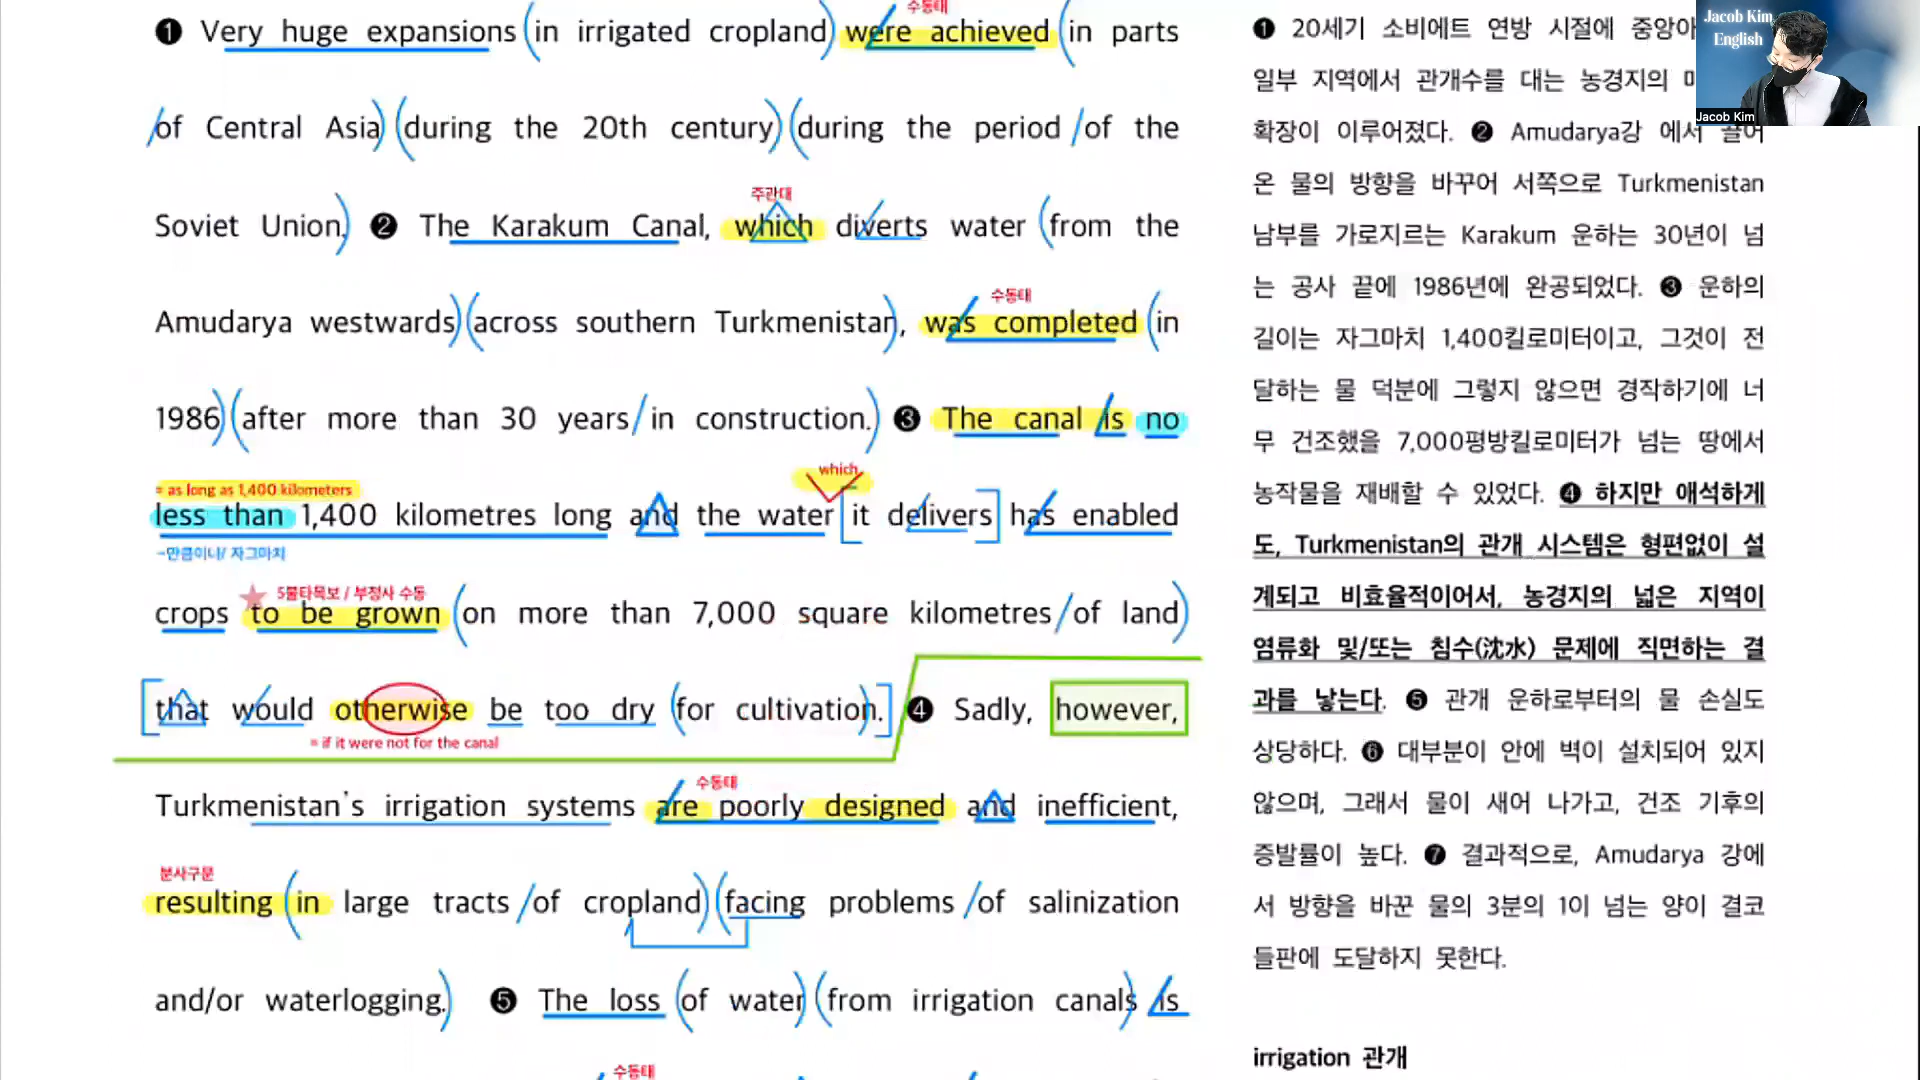 수동태
❶ Very huge expansions (in irrigated cropland) were achieved (in parts
/of Central Asia) (during the 20th century) (during the period /of the
주관대
Soviet Union.) ❷ The Karakum Canal, which diverts water (from the
수동태
Amudarya westwards) (across southern Turkmenistan), was completed (in
1986) (after more than 30 years/in construction.) ❸ The canal is no
which
= as long as 1,400 kilometers
less than 1,400 kilometres long and the water [it delivers] has enabled
~만큼이나/ 자그마치
5물타목보 / 부정사 수동
crops to be grown (on more than 7,000 square kilometres/of land)
[that would otherwise be too dry (for cultivation.] ❹ Sadly, however,
= if it were not for the canal
수동태
Turkmenistan's irrigation systems are poorly designed and inefficient,
분사구문
resulting (in large tracts /of cropland) (facing problems /of salinization
and/or waterlogging.) ❺ The loss (of water) (from irrigation canals) is
수동태
❶ 20세기 소비에트 연방 시절에
일부 지역에서 관개수를 대는 농경지의
확장이 이루어졌다. ❷ Amudarya강 에서 끌어
온 물의 방향을 바꾸어 서쪽으로 Turkmenistan
남부를 가로지르는 Karakum 운하는 30년이 넘
는 공사 끝에 1986년에 완공되었다. ❸ 운하의
길이는 자그마치 1,400킬로미터이고, 그것이 전
달하는 물 덕분에 그렇지 않으면 경작하기에 너
무 건조했을 7,000평방킬로미터가 넘는 땅에서
농작물을 재배할 수 있었다. ❹ 하지만 애석하게
도, Turkmenistan의 관개 시스템은 형편없이 설
계되고 비효율적이어서, 농경지의 넓은 지역이
염류화 및/또는 침수(沈水) 문제에 직면하는 결
과를 낳는다. ❺ 관개 운하로부터의 물 손실도
상당하다. ❻ 대부분이 안에 벽이 설치되어 있지
않으며, 그래서 물이 새어 나가고, 건조 기후의
증발률이 높다. ❼ 결과적으로, Amudarya 강에
서 방향을 바꾼 물의 3분의 1이 넘는 양이 결코
들판에 도달하지 못한다.
irrigation 관개
Jacob Kim
English
Jacob Kim